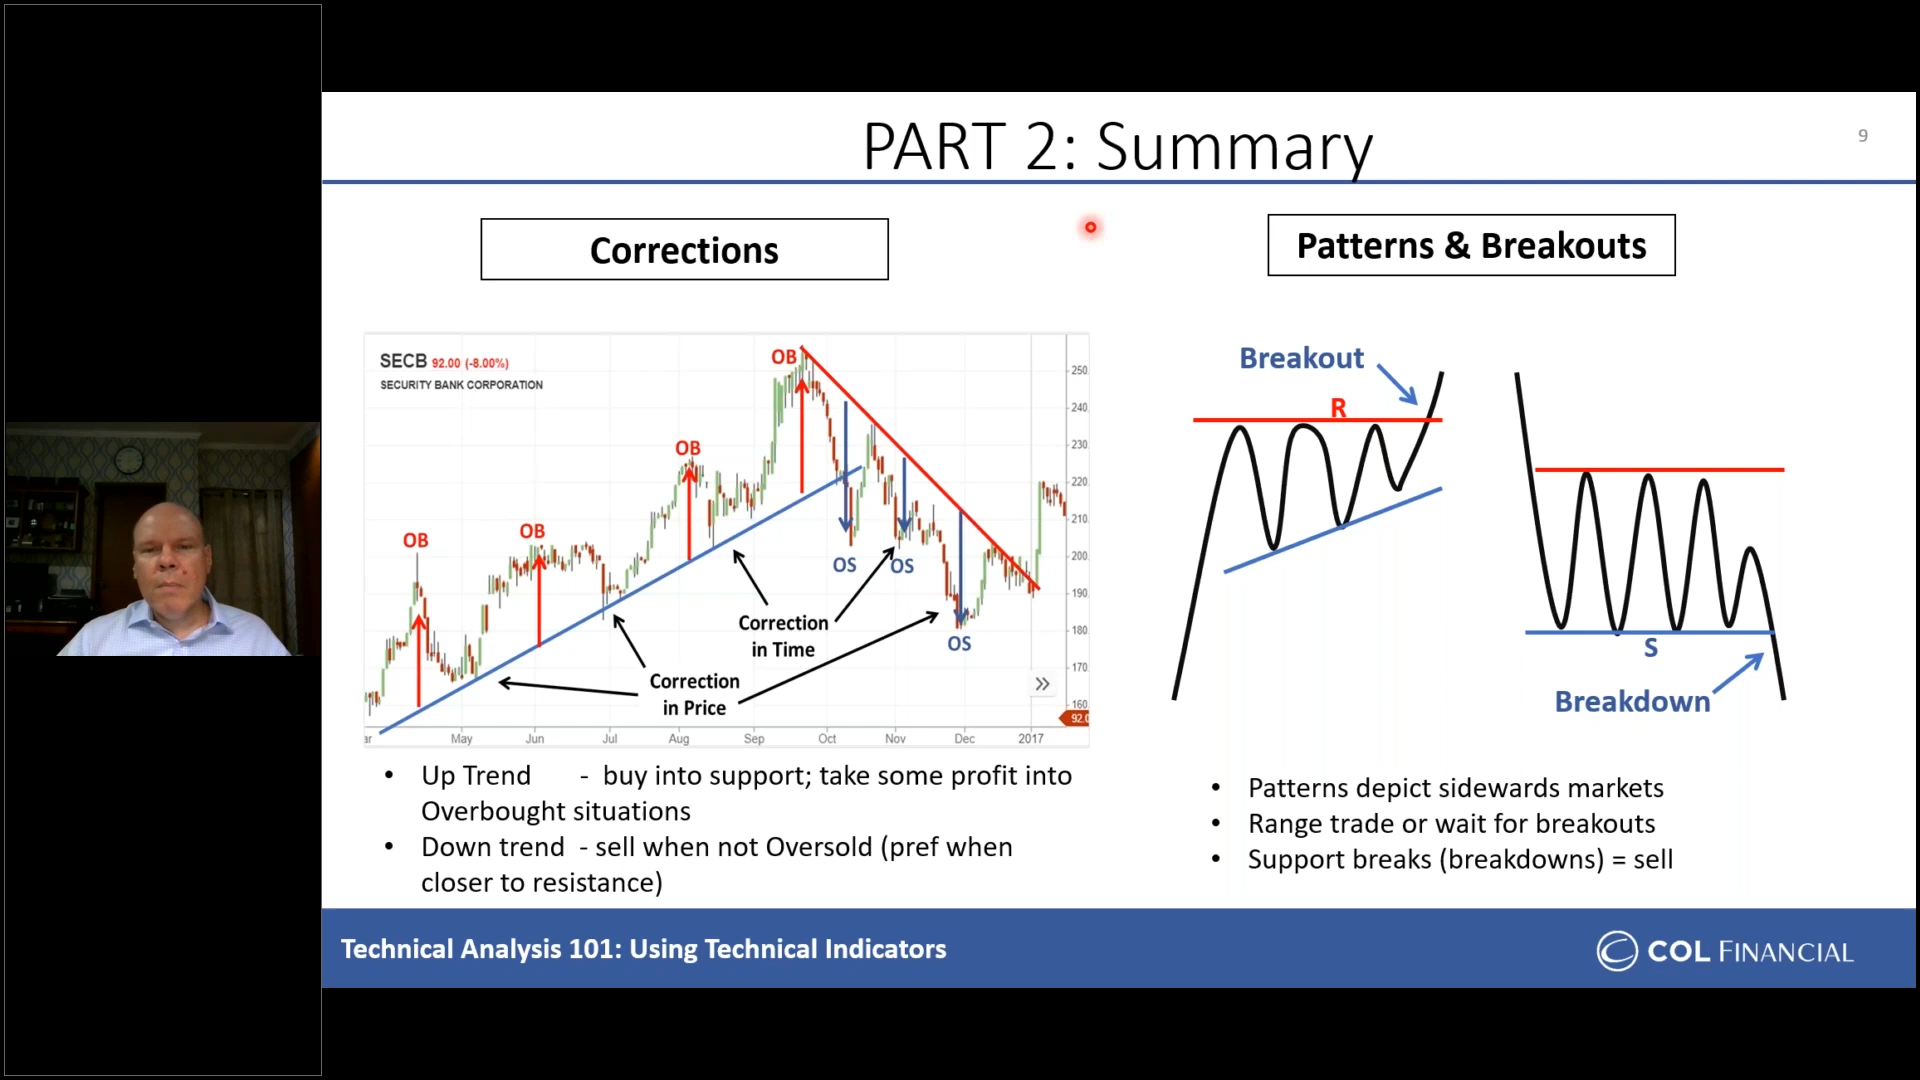 PART 2: Summary
9
Corrections
Patterns & Breakouts
SECB 92.00 (-8.00%)
SECURITY BANK CORPORATION
OB
OB
OB
OB
OS
OS
OS
Correction
in Time
Correction
in Price
250
240
230
220
210
200
190
180
170
160
92.0
ar May Jun Jul Aug Sep Oct Nov Dec 2017
Breakout
R
S
Breakdown
• Up Trend - buy into support; take some profit into
Overbought situations
• Down trend - sell when not Oversold (pref when
closer to resistance)
• Patterns depict sidewards markets
• Range trade or wait for breakouts
• Support breaks (breakdowns) = sell
Technical Analysis 101: Using Technical Indicators
COL FINANCIAL